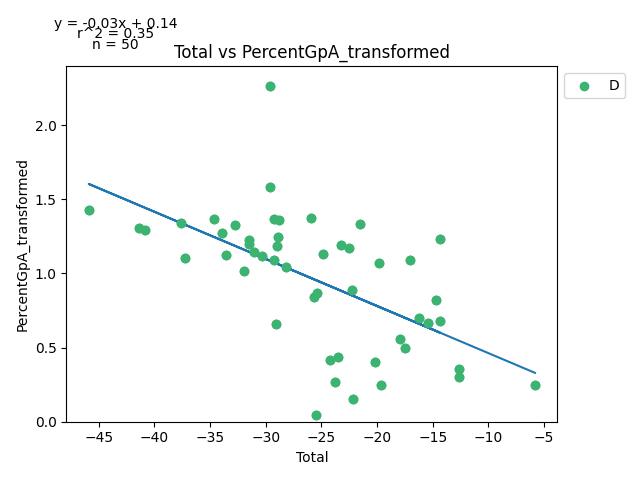 y = -0.03x + 0.14
r^2 = 0.35
n = 50
Total vs PercentGpA_transformed
D
PercentGpA_transformed
2.0
1.5
1.0
0.5
0.0
−45
−40
−35
−30
−25
−20
−15
−10
−5
Total